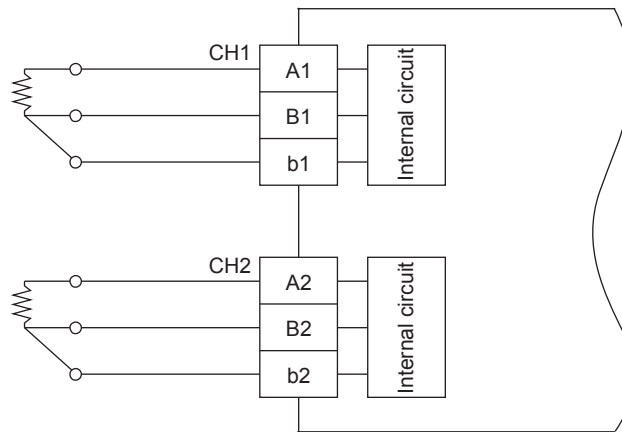 CH1
A1
B1
b1
Internal circuit
CH2
A2
B2
b2
Internal circuit